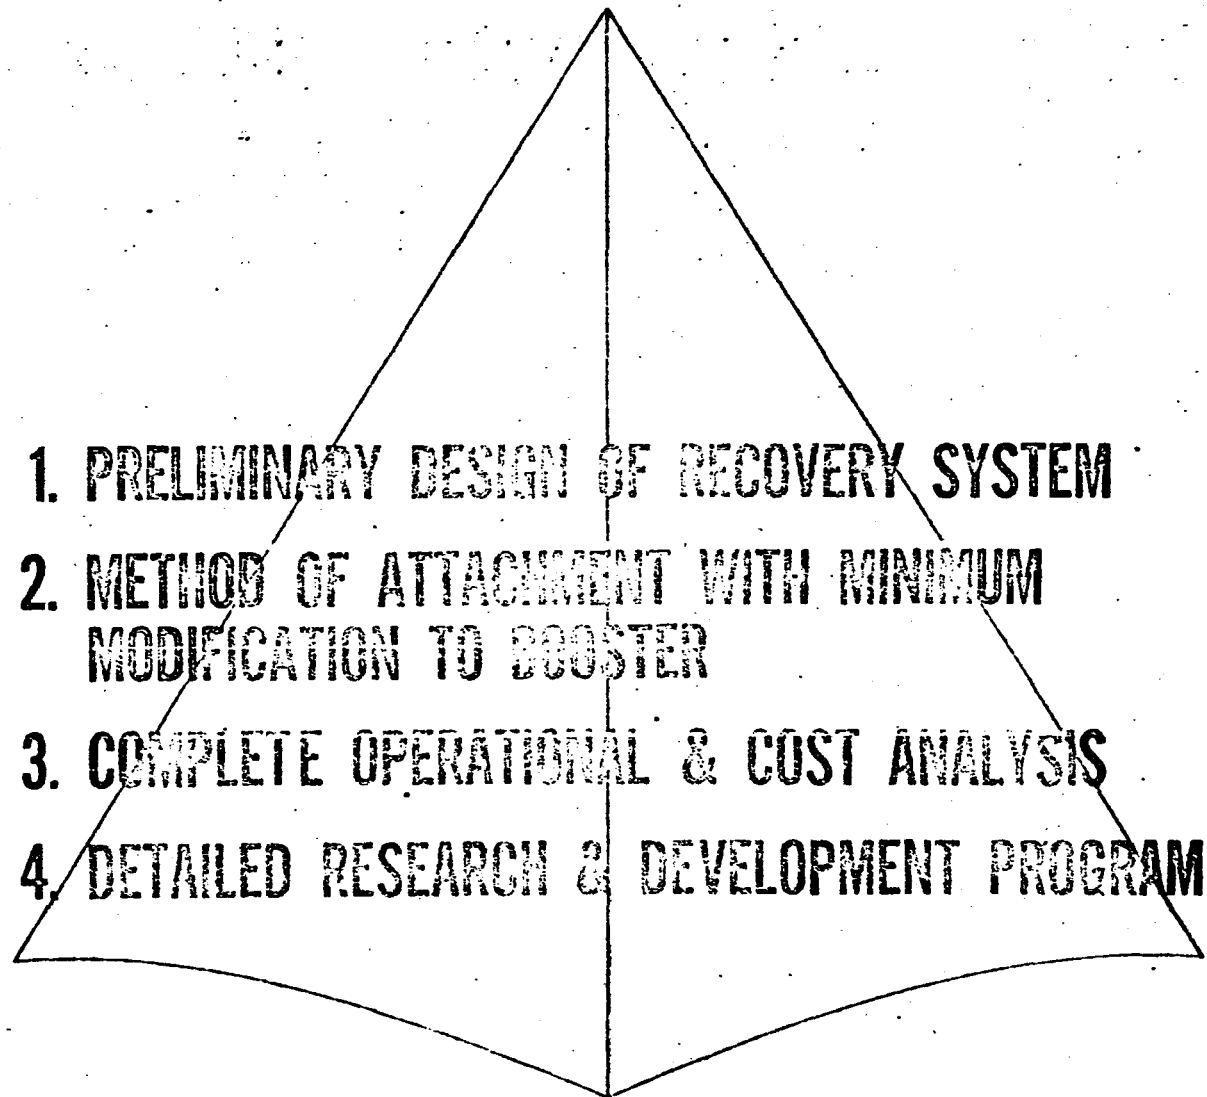 1. PRELIMINARY DESIGN OF RECOVERY SYSTEM
2. METHOD OF ATTACHMENT WITH MINIMUM
MODIFICATION TO BOOSTER
3. COMPLETE OPERATIONAL & COST ANALYSIS
4. DETAILED RESEARCH & DEVELOPMENT PROGRAM